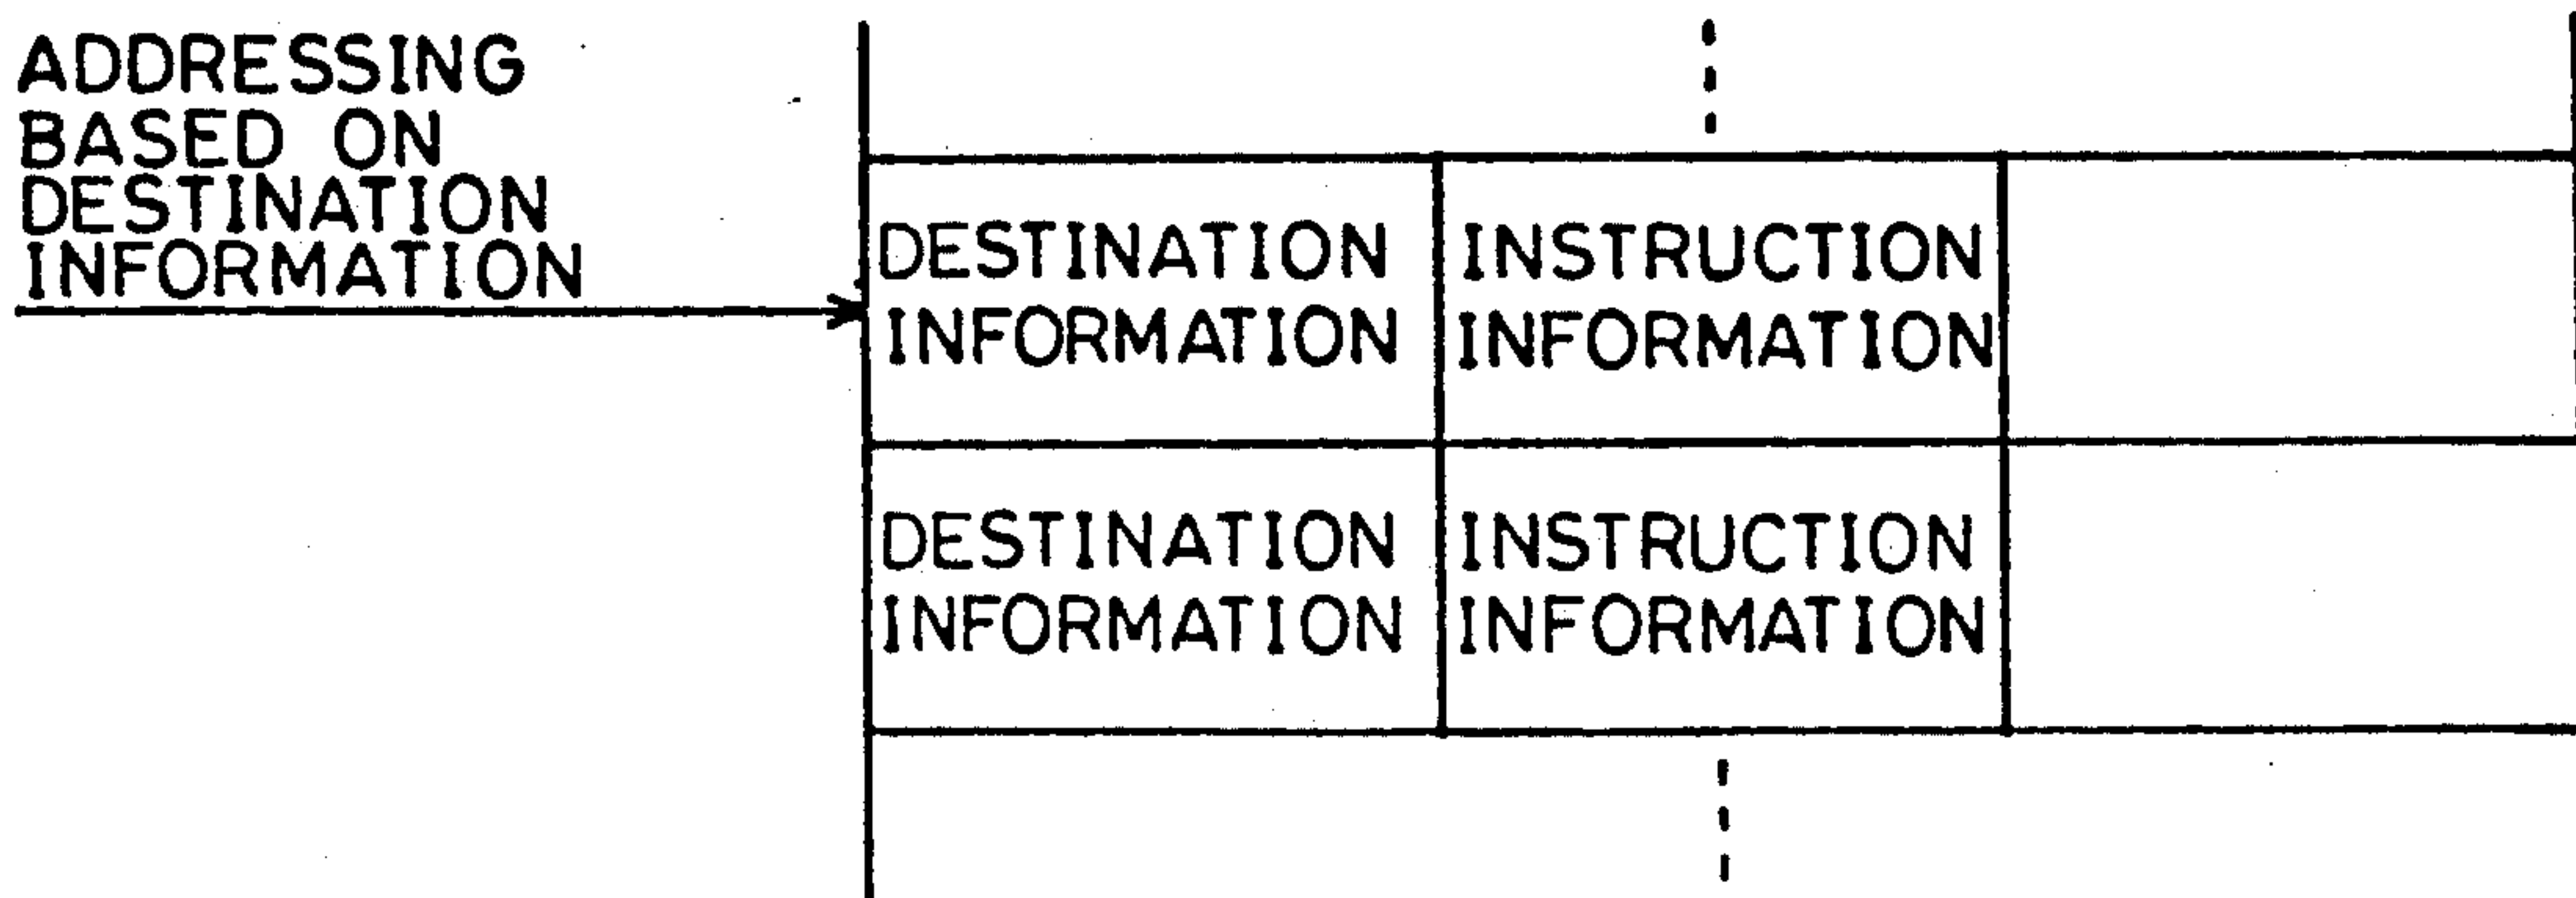 ADDRESSING
BASED ON
DESTINATION
INFORMATION
DESTINATION
INFORMATION
INSTRUCTION
INFORMATION
DESTINATION
INFORMATION
INSTRUCTION
INFORMATION